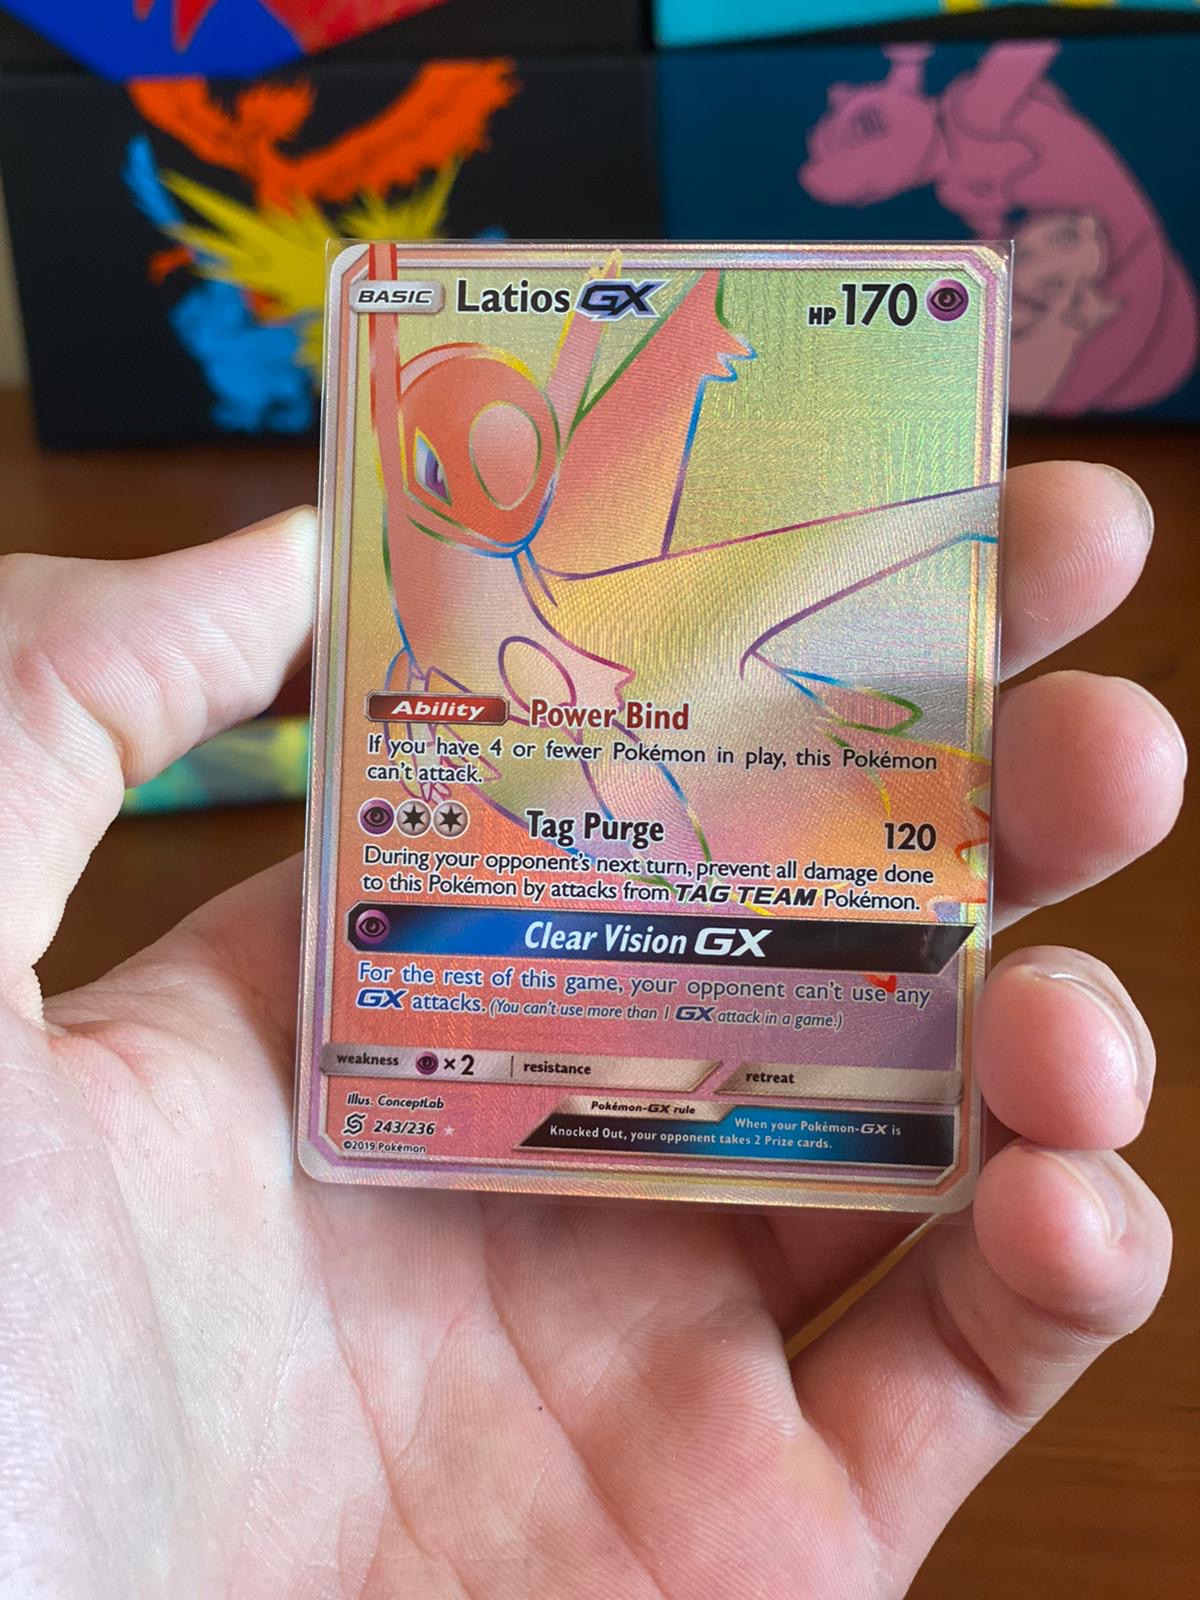 BASIC Latios GX HP 170
Ability Power Bind
If you have 4 or fewer Pokémon in play, this Pokémon
can't attack.
Tag Purge 120
During your opponent's next turn, prevent all damage done
to this Pokémon by attacks from TAG TEAM Pokémon.
Clear Vision GX
For the rest of this game, your opponent can't use any
GX attacks. (You can't use more than 1 GX attack in a game.)
weakness ×2 resistance retreat
Illus. ConceptLab
243/236
©2019 Pokémon
Pokémon-GX rule
When your Pokémon-GX is
Knocked Out, your opponent takes 2 Prize cards.